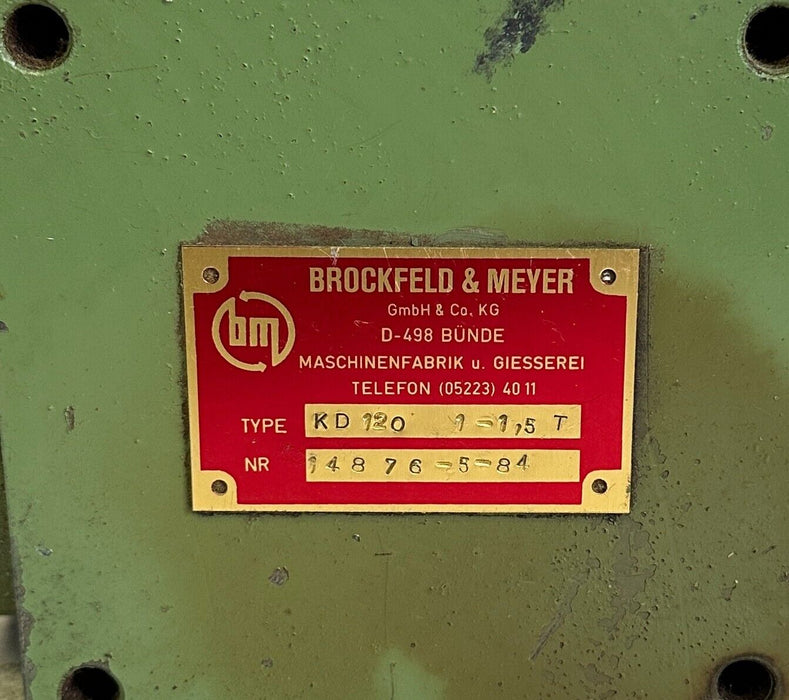 BROCKFELD & MEYER
GmbH & Co. KG
bm
D-498 BÜNDE
MASCHINENFABRIK u. GIESSEREI
TELEFON (05223) 40 11
TYPE KD 120 1-1,5 T
NR 14876-5-84